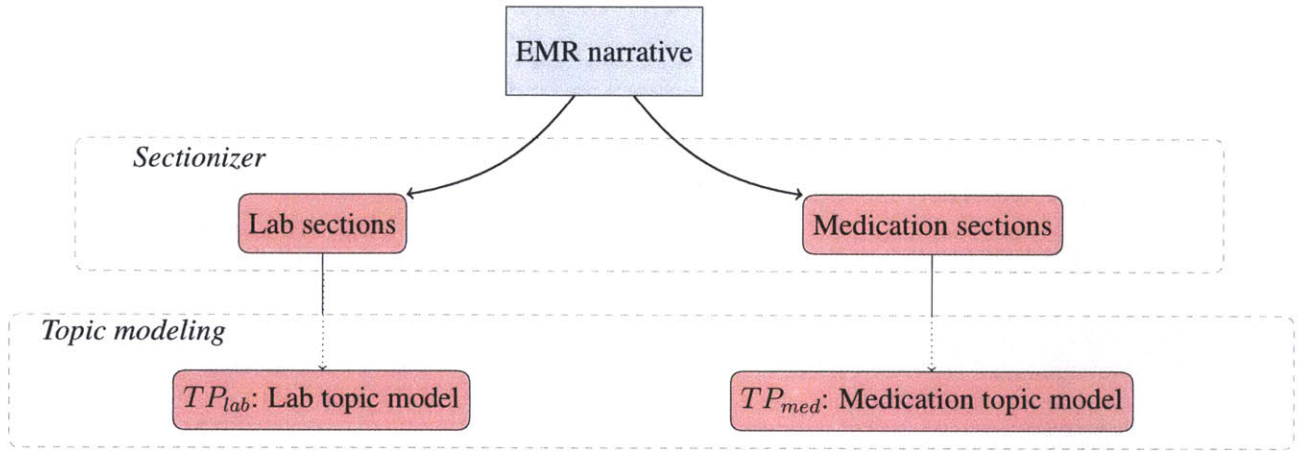 EMR narrative
Sectionizer
Lab sections
Medication sections
Topic modeling
TP_lab: Lab topic model
TP_med: Medication topic model